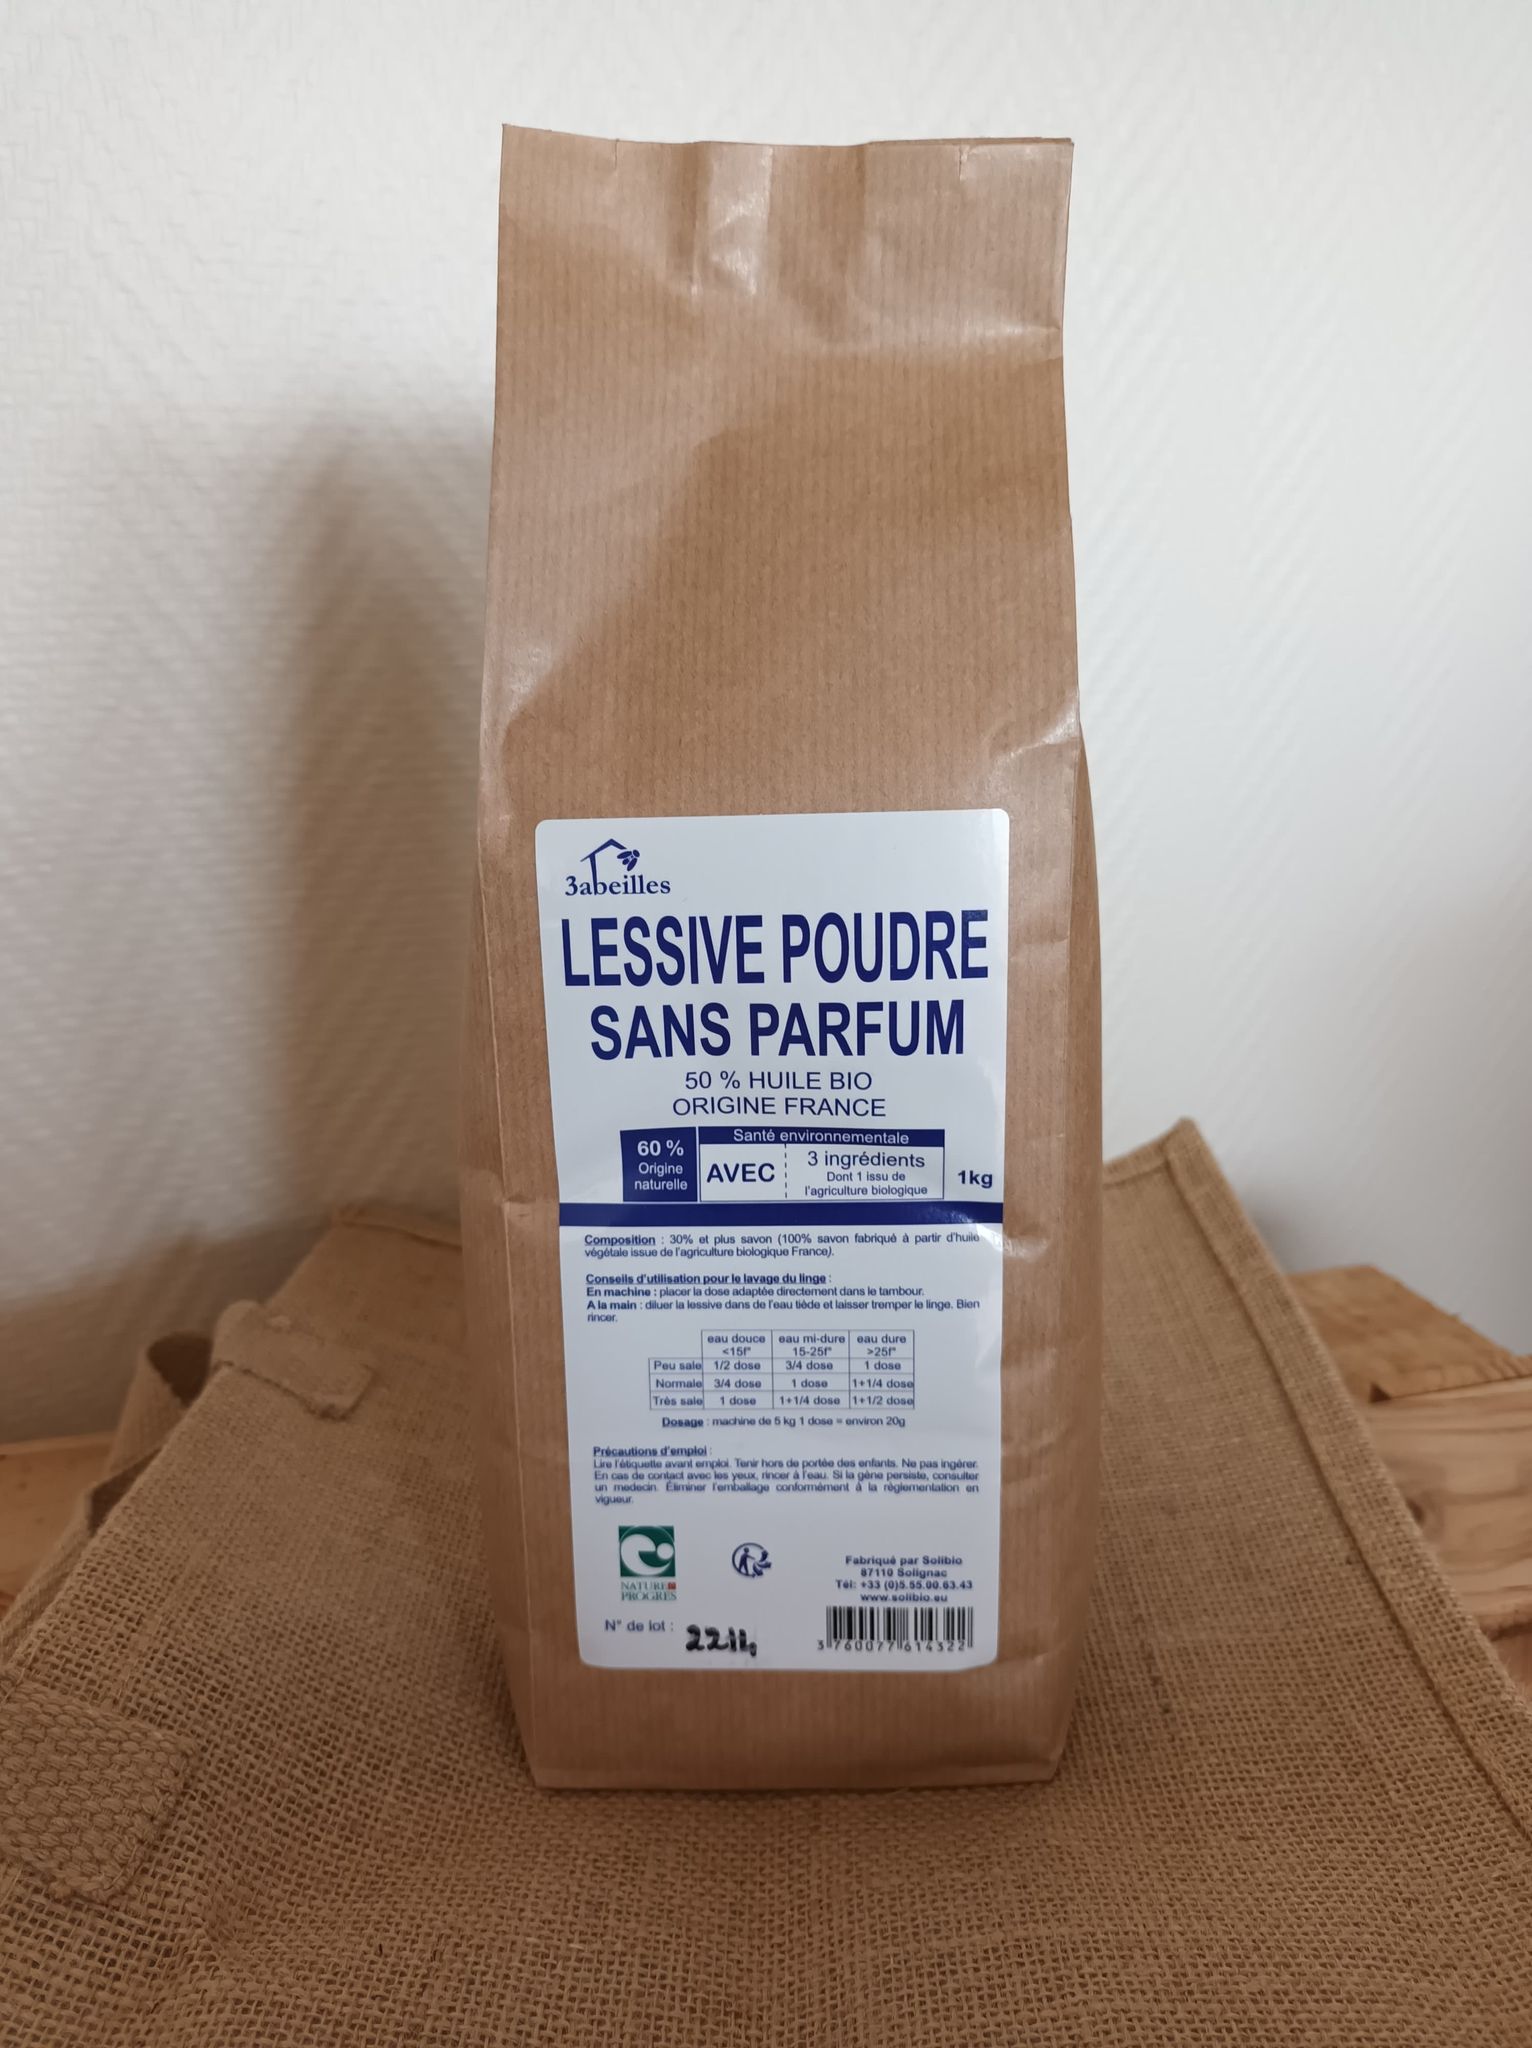 3abeilles
LESSIVE POUDRE
SANS PARFUM
50 % HUILE BIO
ORIGINE FRANCE
60 %
Origine
naturelle
Santé environnementale
AVEC
3 ingrédients
Dont 1 issu de
l'agriculture biologique
1kg
Composition : 30% et plus savon (100% savon fabriqué à partir d'huile
végétale issue de l'agriculture biologique France).
Conseils d'utilisation pour le lavage du linge :
En machine : placer la dose adaptée directement dans le tambour.
A la main : diluer la lessive dans de l'eau tiède et laisser tremper le linge. Bien
rincer.
eau douce eau mi-dure eau dure
<15f° 15-25f° >25f°
Peu sale 1/2 dose 3/4 dose 1 dose
Normale 3/4 dose 1 dose 1+1/4 dose
Très sale 1 dose 1+1/4 dose 1+1/2 dose
Dosage : machine de 5 kg 1 dose = environ 20g
Précautions d'emploi :
Lire l'étiquette avant emploi. Tenir hors de portée des enfants. Ne pas ingérer.
En cas de contact avec les yeux, rincer à l'eau. Si la gêne persiste, consulter
un medecin. Éliminer l'emballage conformément à la règlementation en
vigueur.
NATURE
PROGRES
Fabriqué par Solibio
87110 Solignac
Tél: +33 (0)5.55.00.63.43
www.solibio.eu
N° de lot :
3 760077 614322